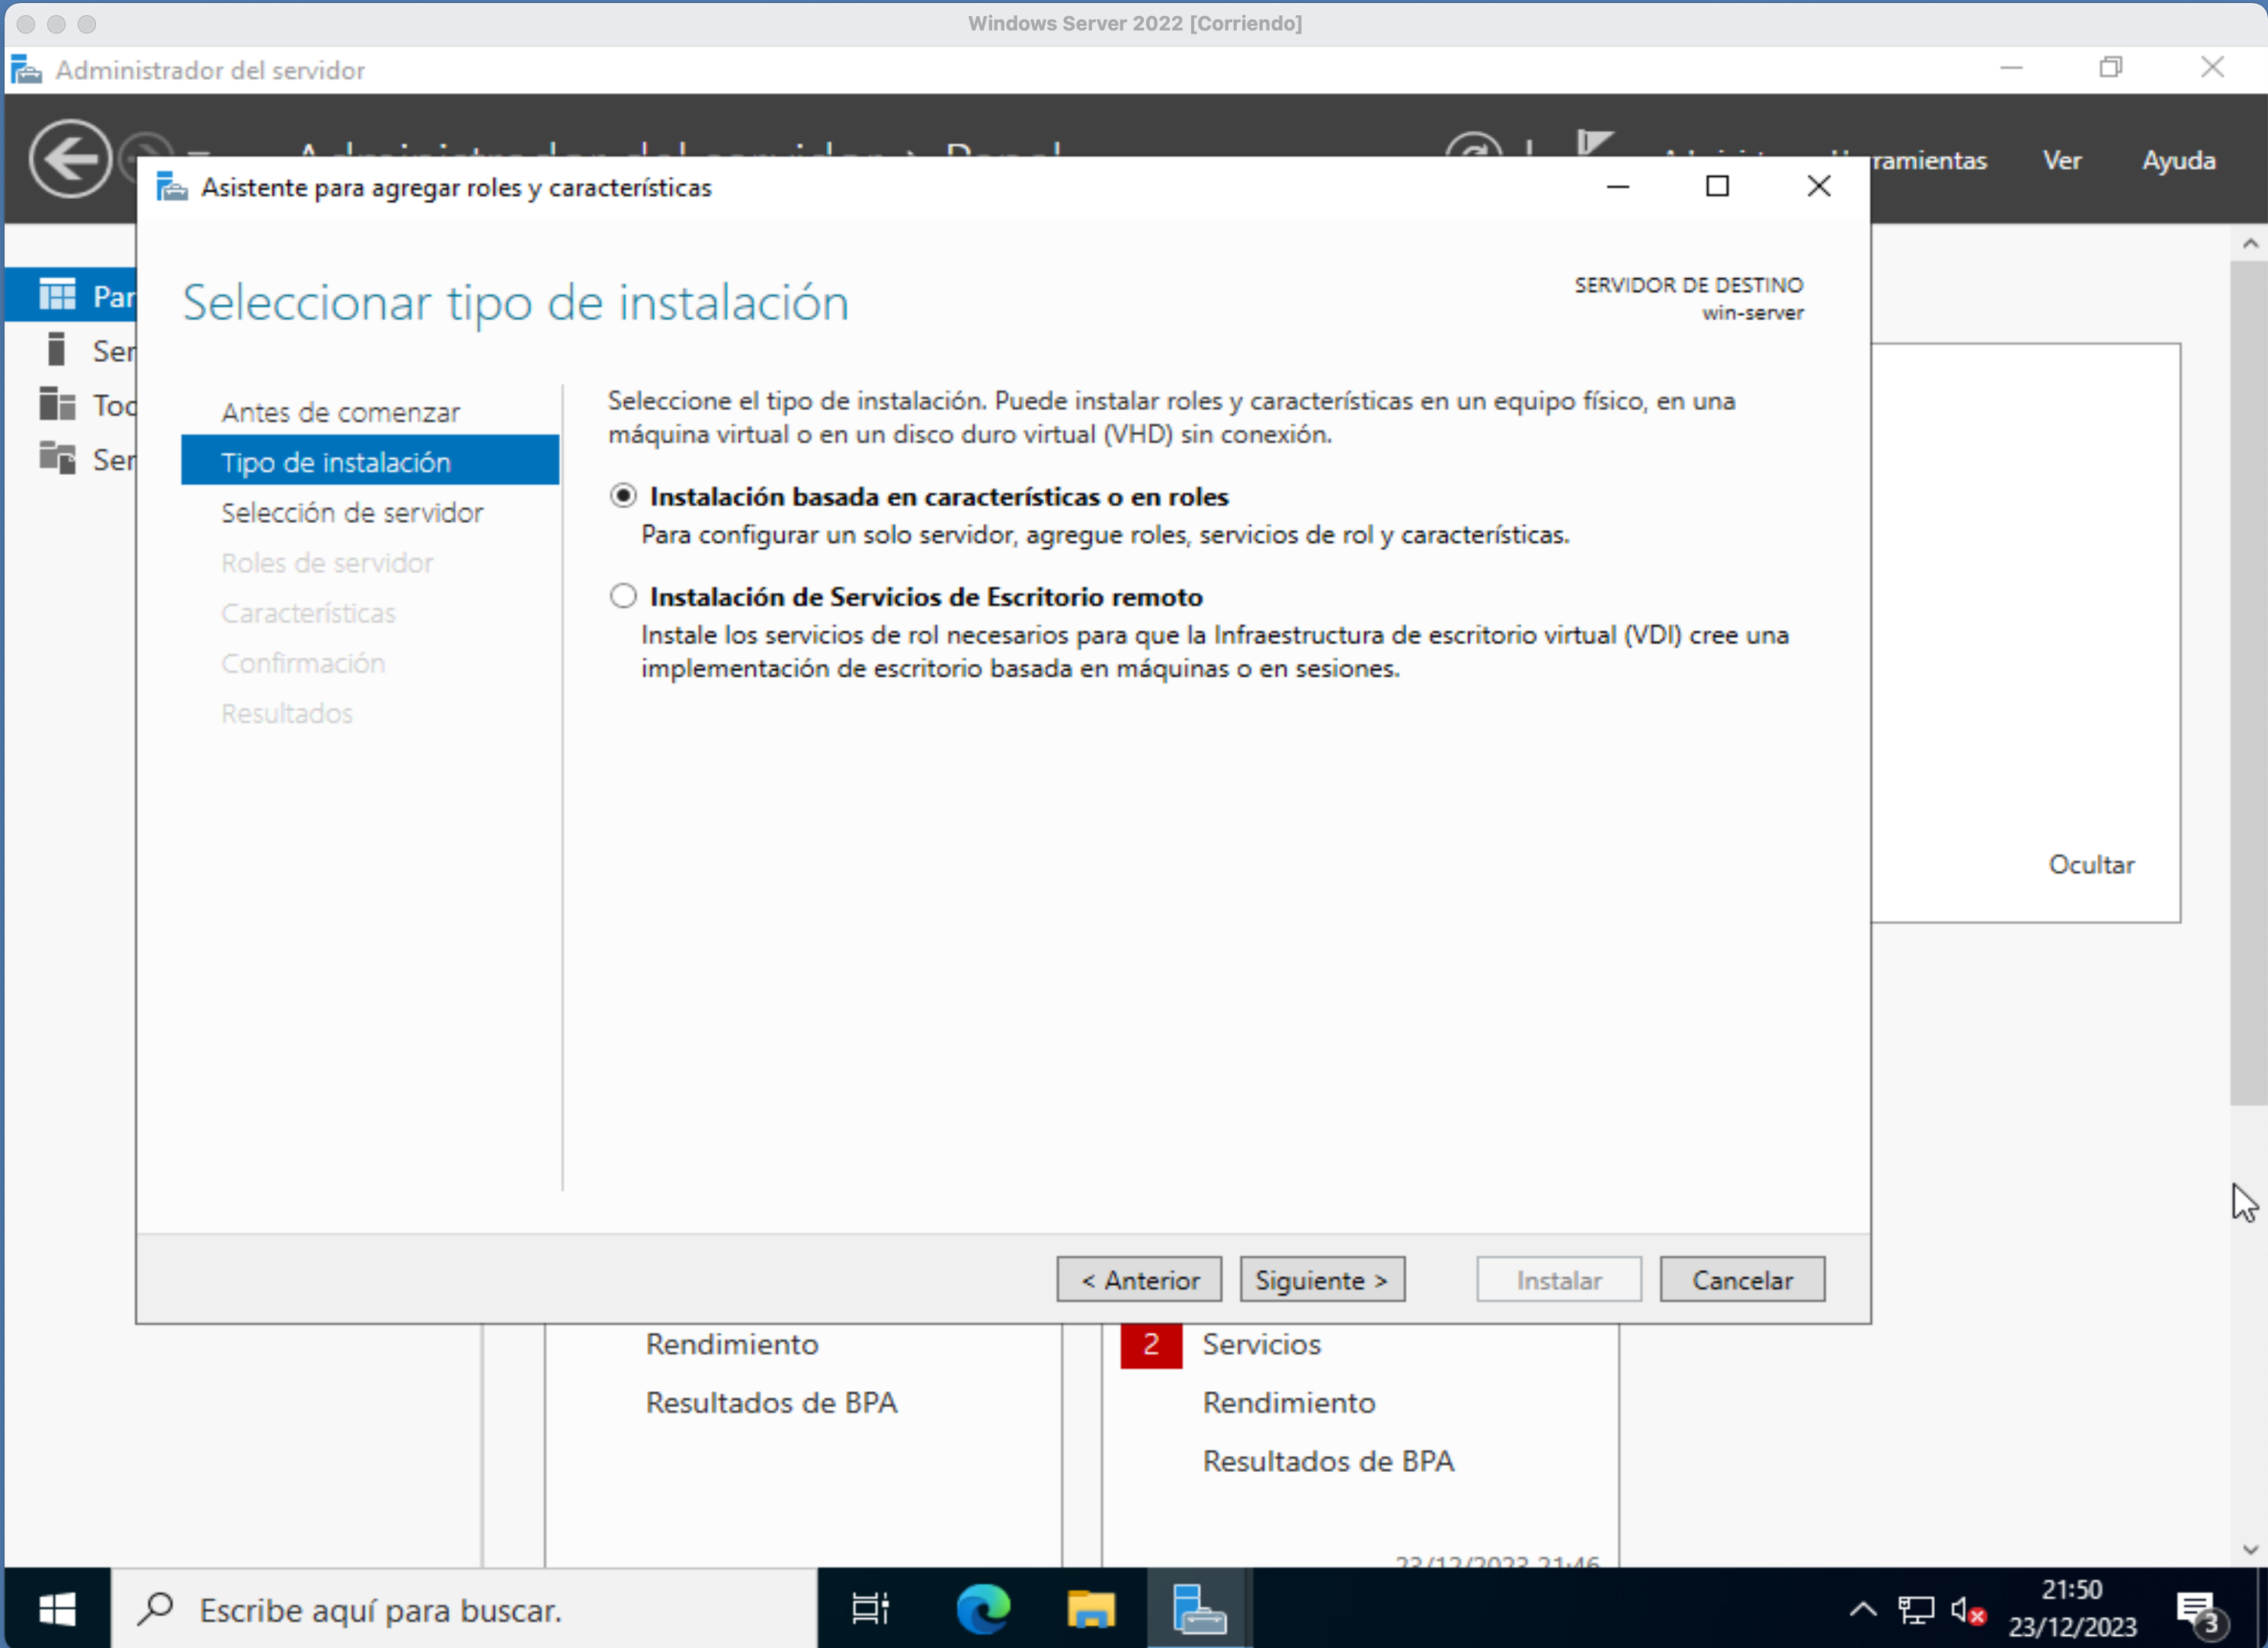 Windows Server 2022 [Corriendo]
Administrador del servidor
Ver
Ayuda
Asistente para agregar roles y características
Seleccionar tipo de instalación
SERVIDOR DE DESTINO
win-server
Antes de comenzar
Tipo de instalación
Selección de servidor
Roles de servidor
Características
Confirmación
Resultados
Seleccione el tipo de instalación. Puede instalar roles y características en un equipo físico, en una
máquina virtual o en un disco duro virtual (VHD) sin conexión.
Instalación basada en características o en roles
Para configurar un solo servidor, agregue roles, servicios de rol y características.
Instalación de Servicios de Escritorio remoto
Instale los servicios de rol necesarios para que la Infraestructura de escritorio virtual (VDI) cree una
implementación de escritorio basada en máquinas o en sesiones.
Ocultar
< Anterior
Siguiente >
Instalar
Cancelar
Rendimiento
Resultados de BPA
2 Servicios
Rendimiento
Resultados de BPA
23/12/2023 21:46
Escribe aquí para buscar.
21:50
23/12/2023
3